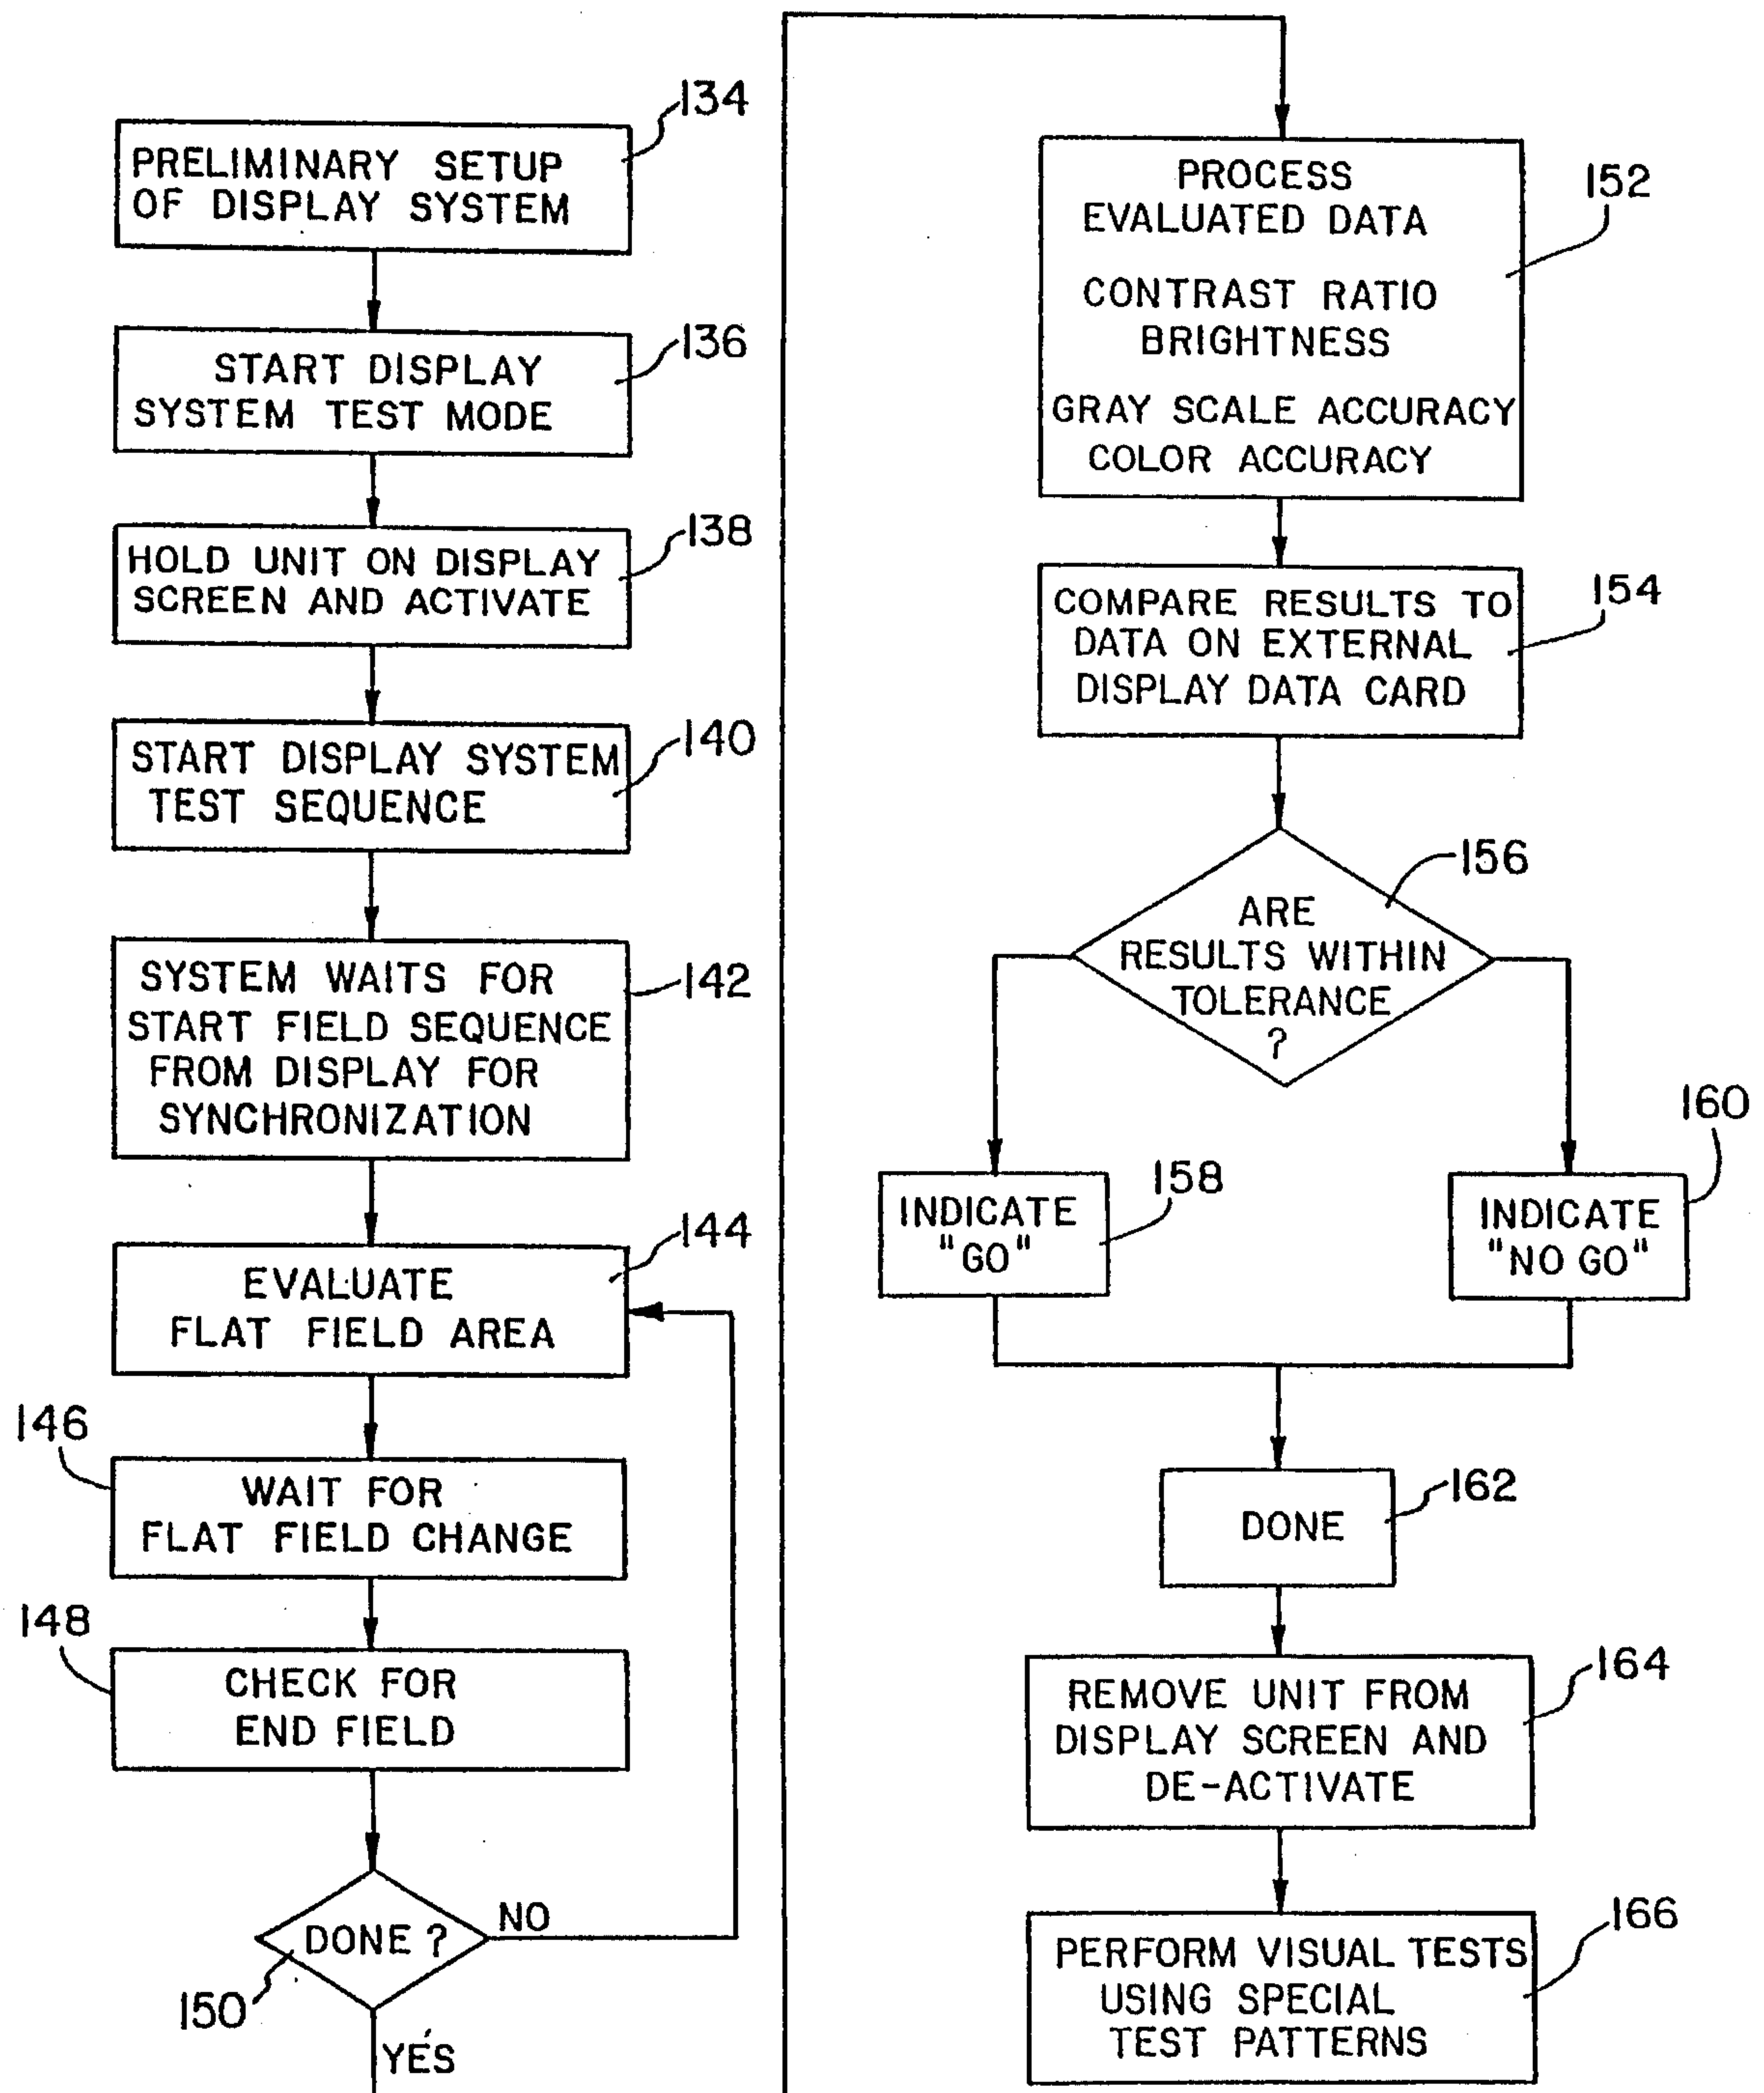 134
PRELIMINARY SETUP
OF DISPLAY SYSTEM
136
START DISPLAY
SYSTEM TEST MODE
138
HOLD UNIT ON DISPLAY
SCREEN AND ACTIVATE
140
START DISPLAY SYSTEM
TEST SEQUENCE
142
SYSTEM WAITS FOR
START FIELD SEQUENCE
FROM DISPLAY FOR
SYNCHRONIZATION
144
EVALUATE
FLAT FIELD AREA
146
WAIT FOR
FLAT FIELD CHANGE
148
CHECK FOR
END FIELD
DONE ?
NO
150
YES
152
PROCESS
EVALUATED DATA
CONTRAST RATIO
BRIGHTNESS
GRAY SCALE ACCURACY
COLOR ACCURACY
154
COMPARE RESULTS TO
DATA ON EXTERNAL
DISPLAY DATA CARD
156
ARE
RESULTS WITHIN
TOLERANCE
?
158
INDICATE
"GO"
160
INDICATE
"NO GO"
162
DONE
164
REMOVE UNIT FROM
DISPLAY SCREEN AND
DE-ACTIVATE
166
PERFORM VISUAL TESTS
USING SPECIAL
TEST PATTERNS